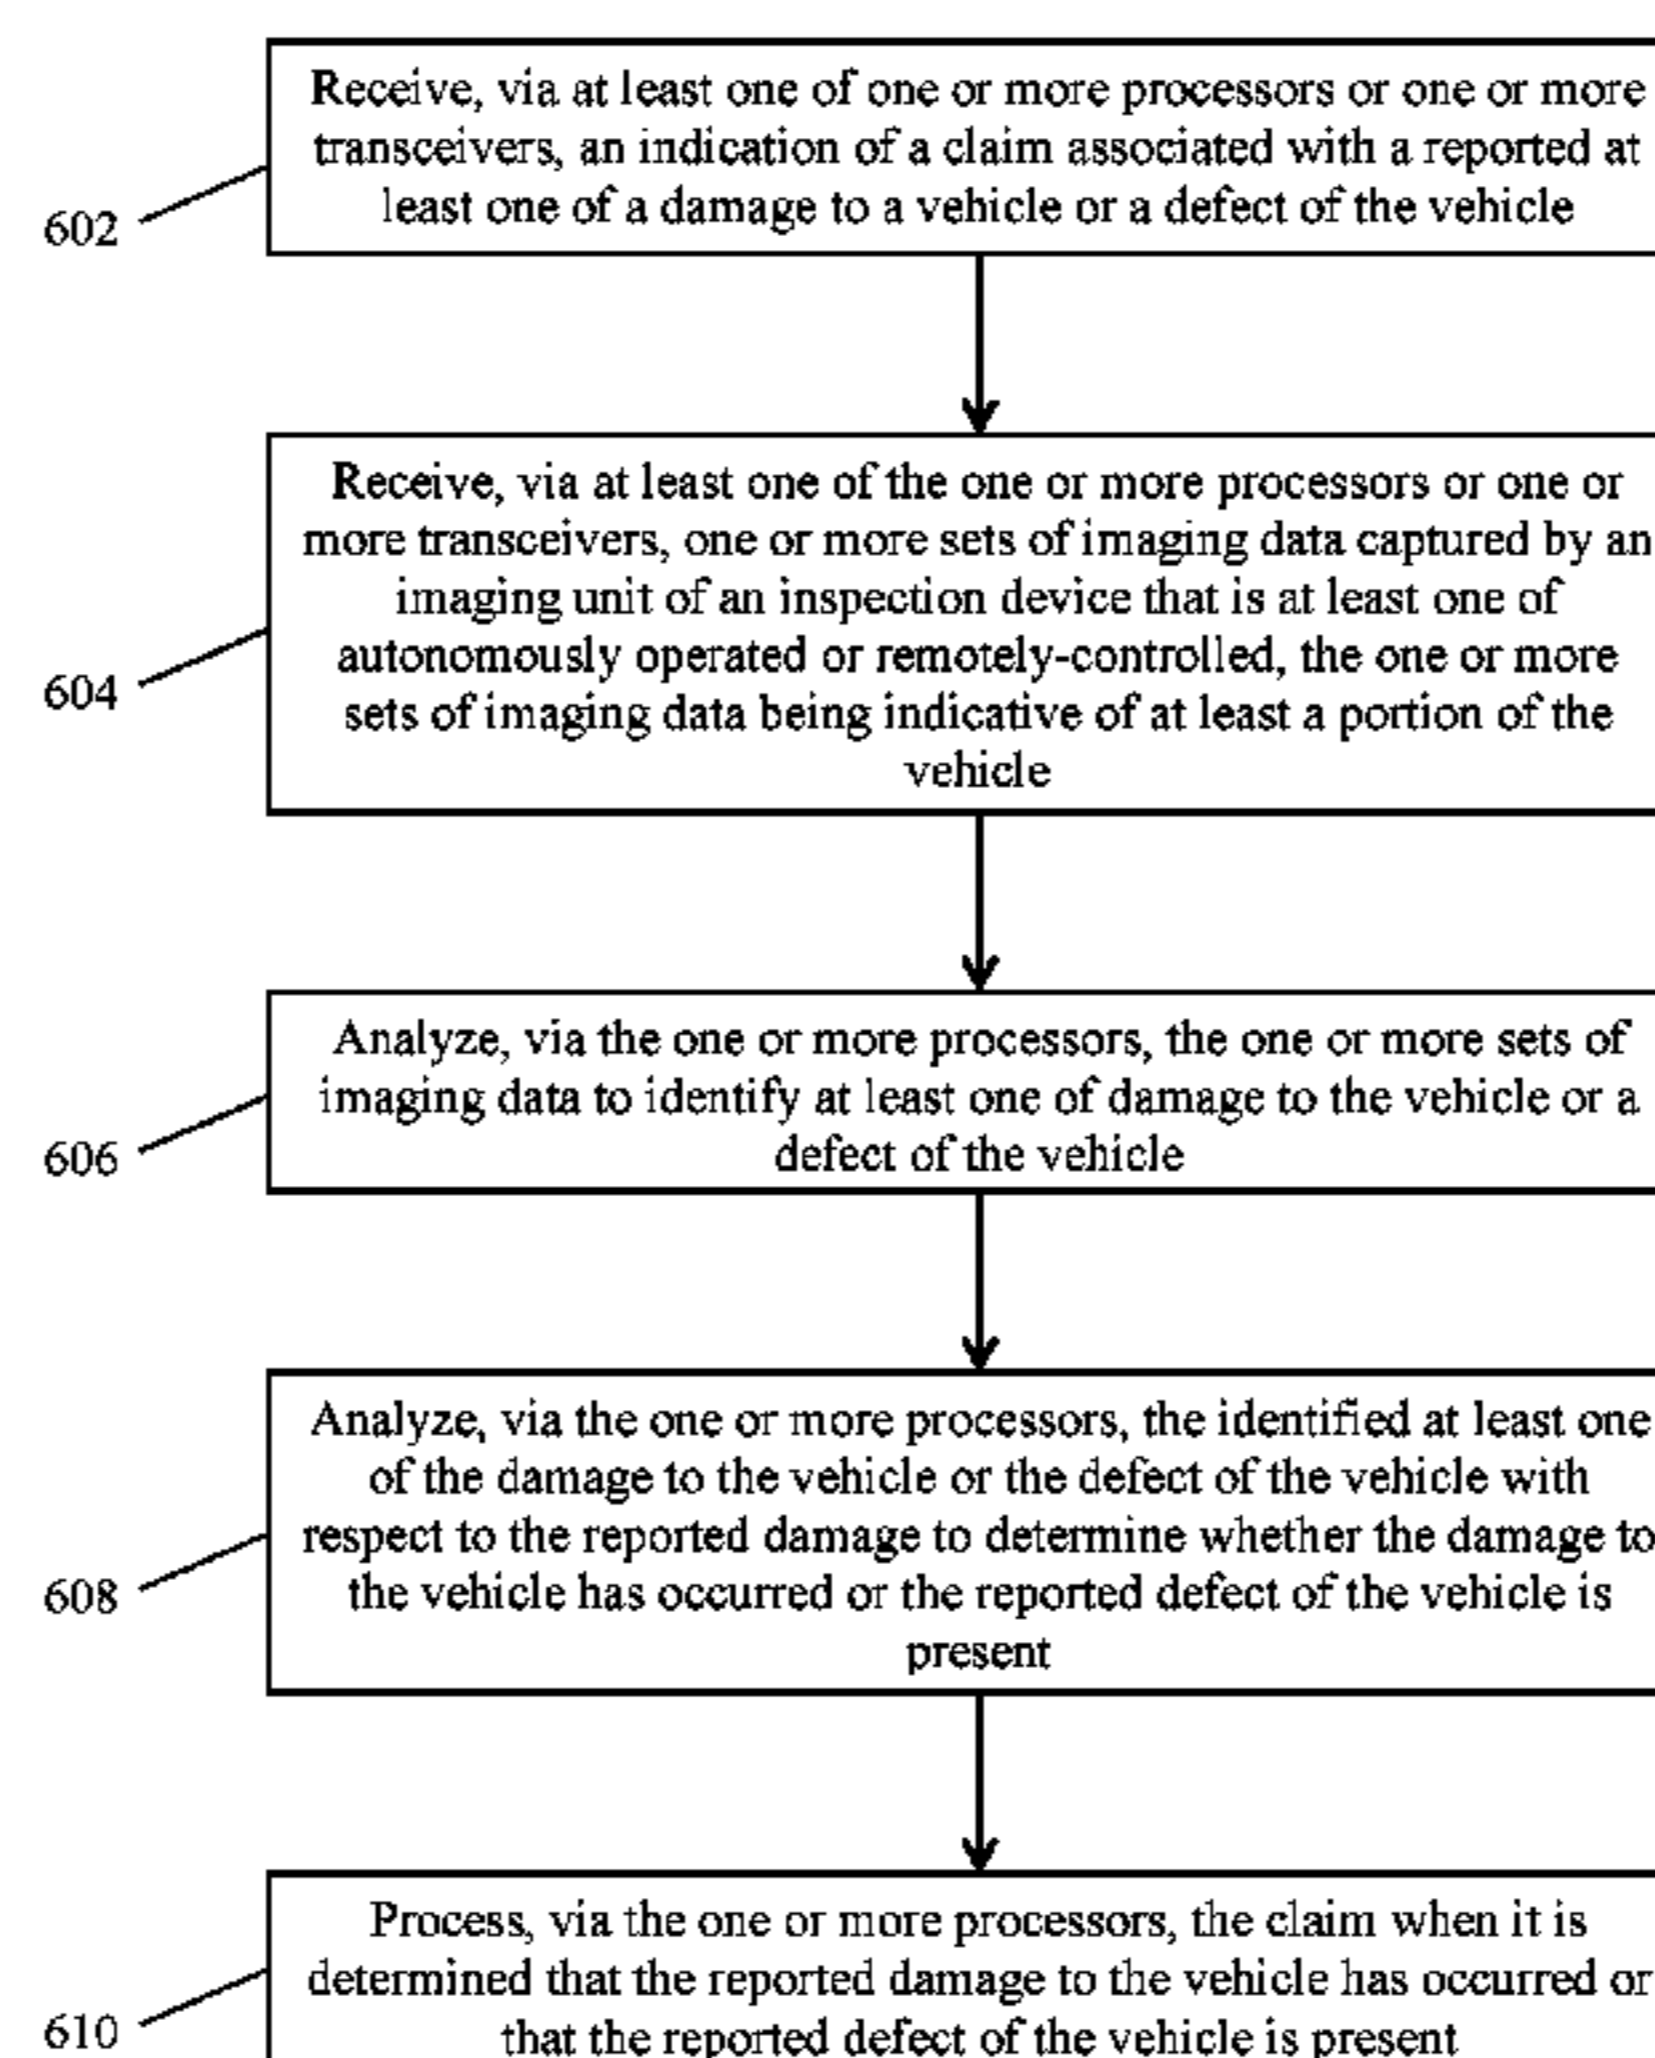 Receive, via at least one of one or more processors or one or more
transceivers, an indication of a claim associated with a reported at
least one of a damage to a vehicle or a defect of the vehicle
602
Receive, via at least one of the one or more processors or one or
more transceivers, one or more sets of imaging data captured by an
imaging unit of an inspection device that is at least one of
autonomously operated or remotely-controlled, the one or more
sets of imaging data being indicative of at least a portion of the
vehicle
604
Analyze, via the one or more processors, the one or more sets of
imaging data to identify at least one of damage to the vehicle or a
defect of the vehicle
606
Analyze, via the one or more processors, the identified at least one
of the damage to the vehicle or the defect of the vehicle with
respect to the reported damage to determine whether the damage to
the vehicle has occurred or the reported defect of the vehicle is
present
608
Process, via the one or more processors, the claim when it is
determined that the reported damage to the vehicle has occurred or
that the reported defect of the vehicle is present
610